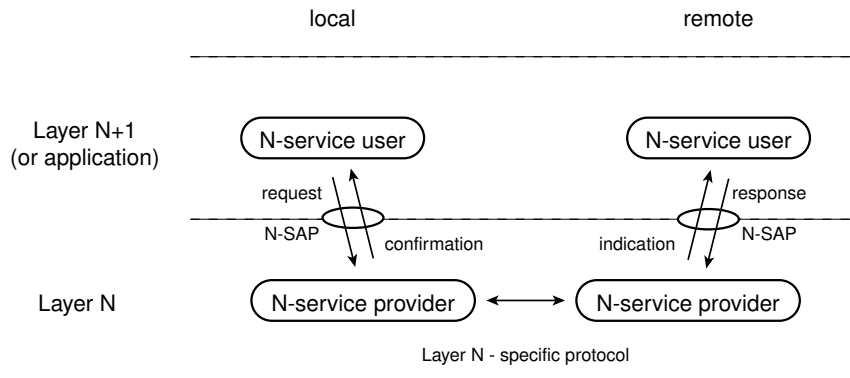 local
remote
Layer N+1
(or application)
N-service user
N-service user
request
response
N-SAP
confirmation
indication
N-SAP
Layer N
N-service provider
N-service provider
Layer N - specific protocol